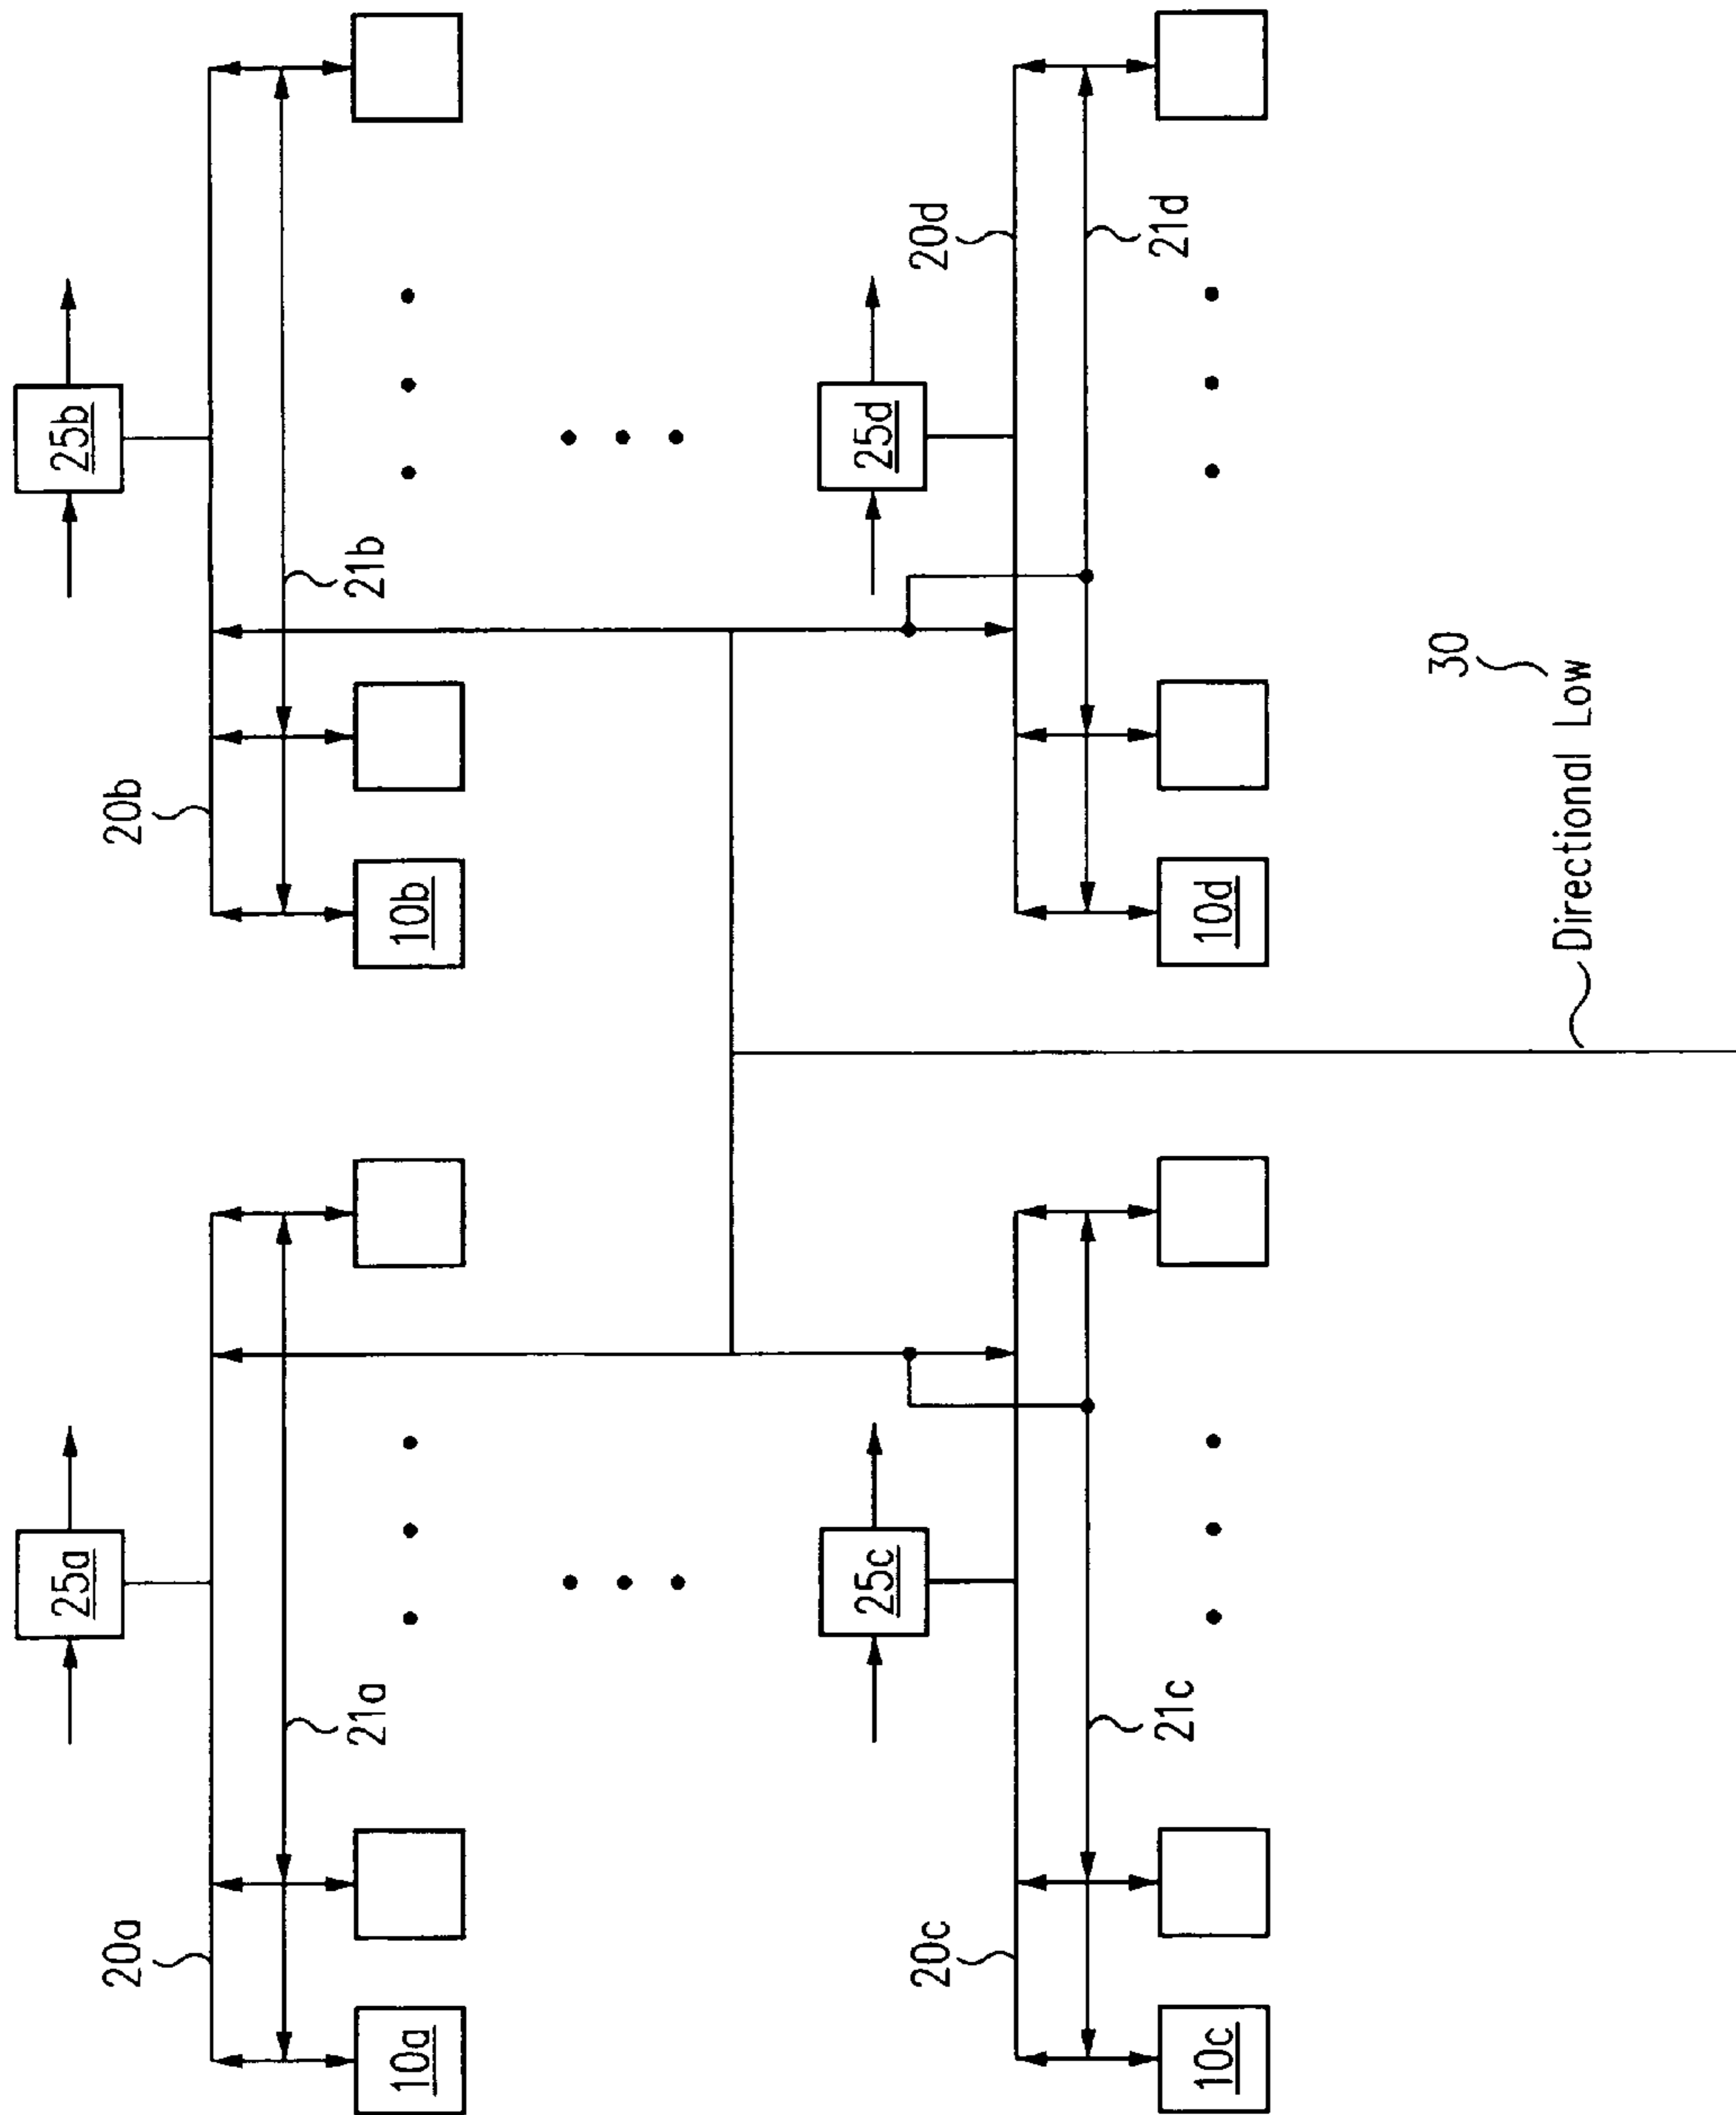 25a
25b
20a
21a
20b
21b
10a
10b
25c
25d
20c
21c
20d
21d
10c
10d
30
Directional Low